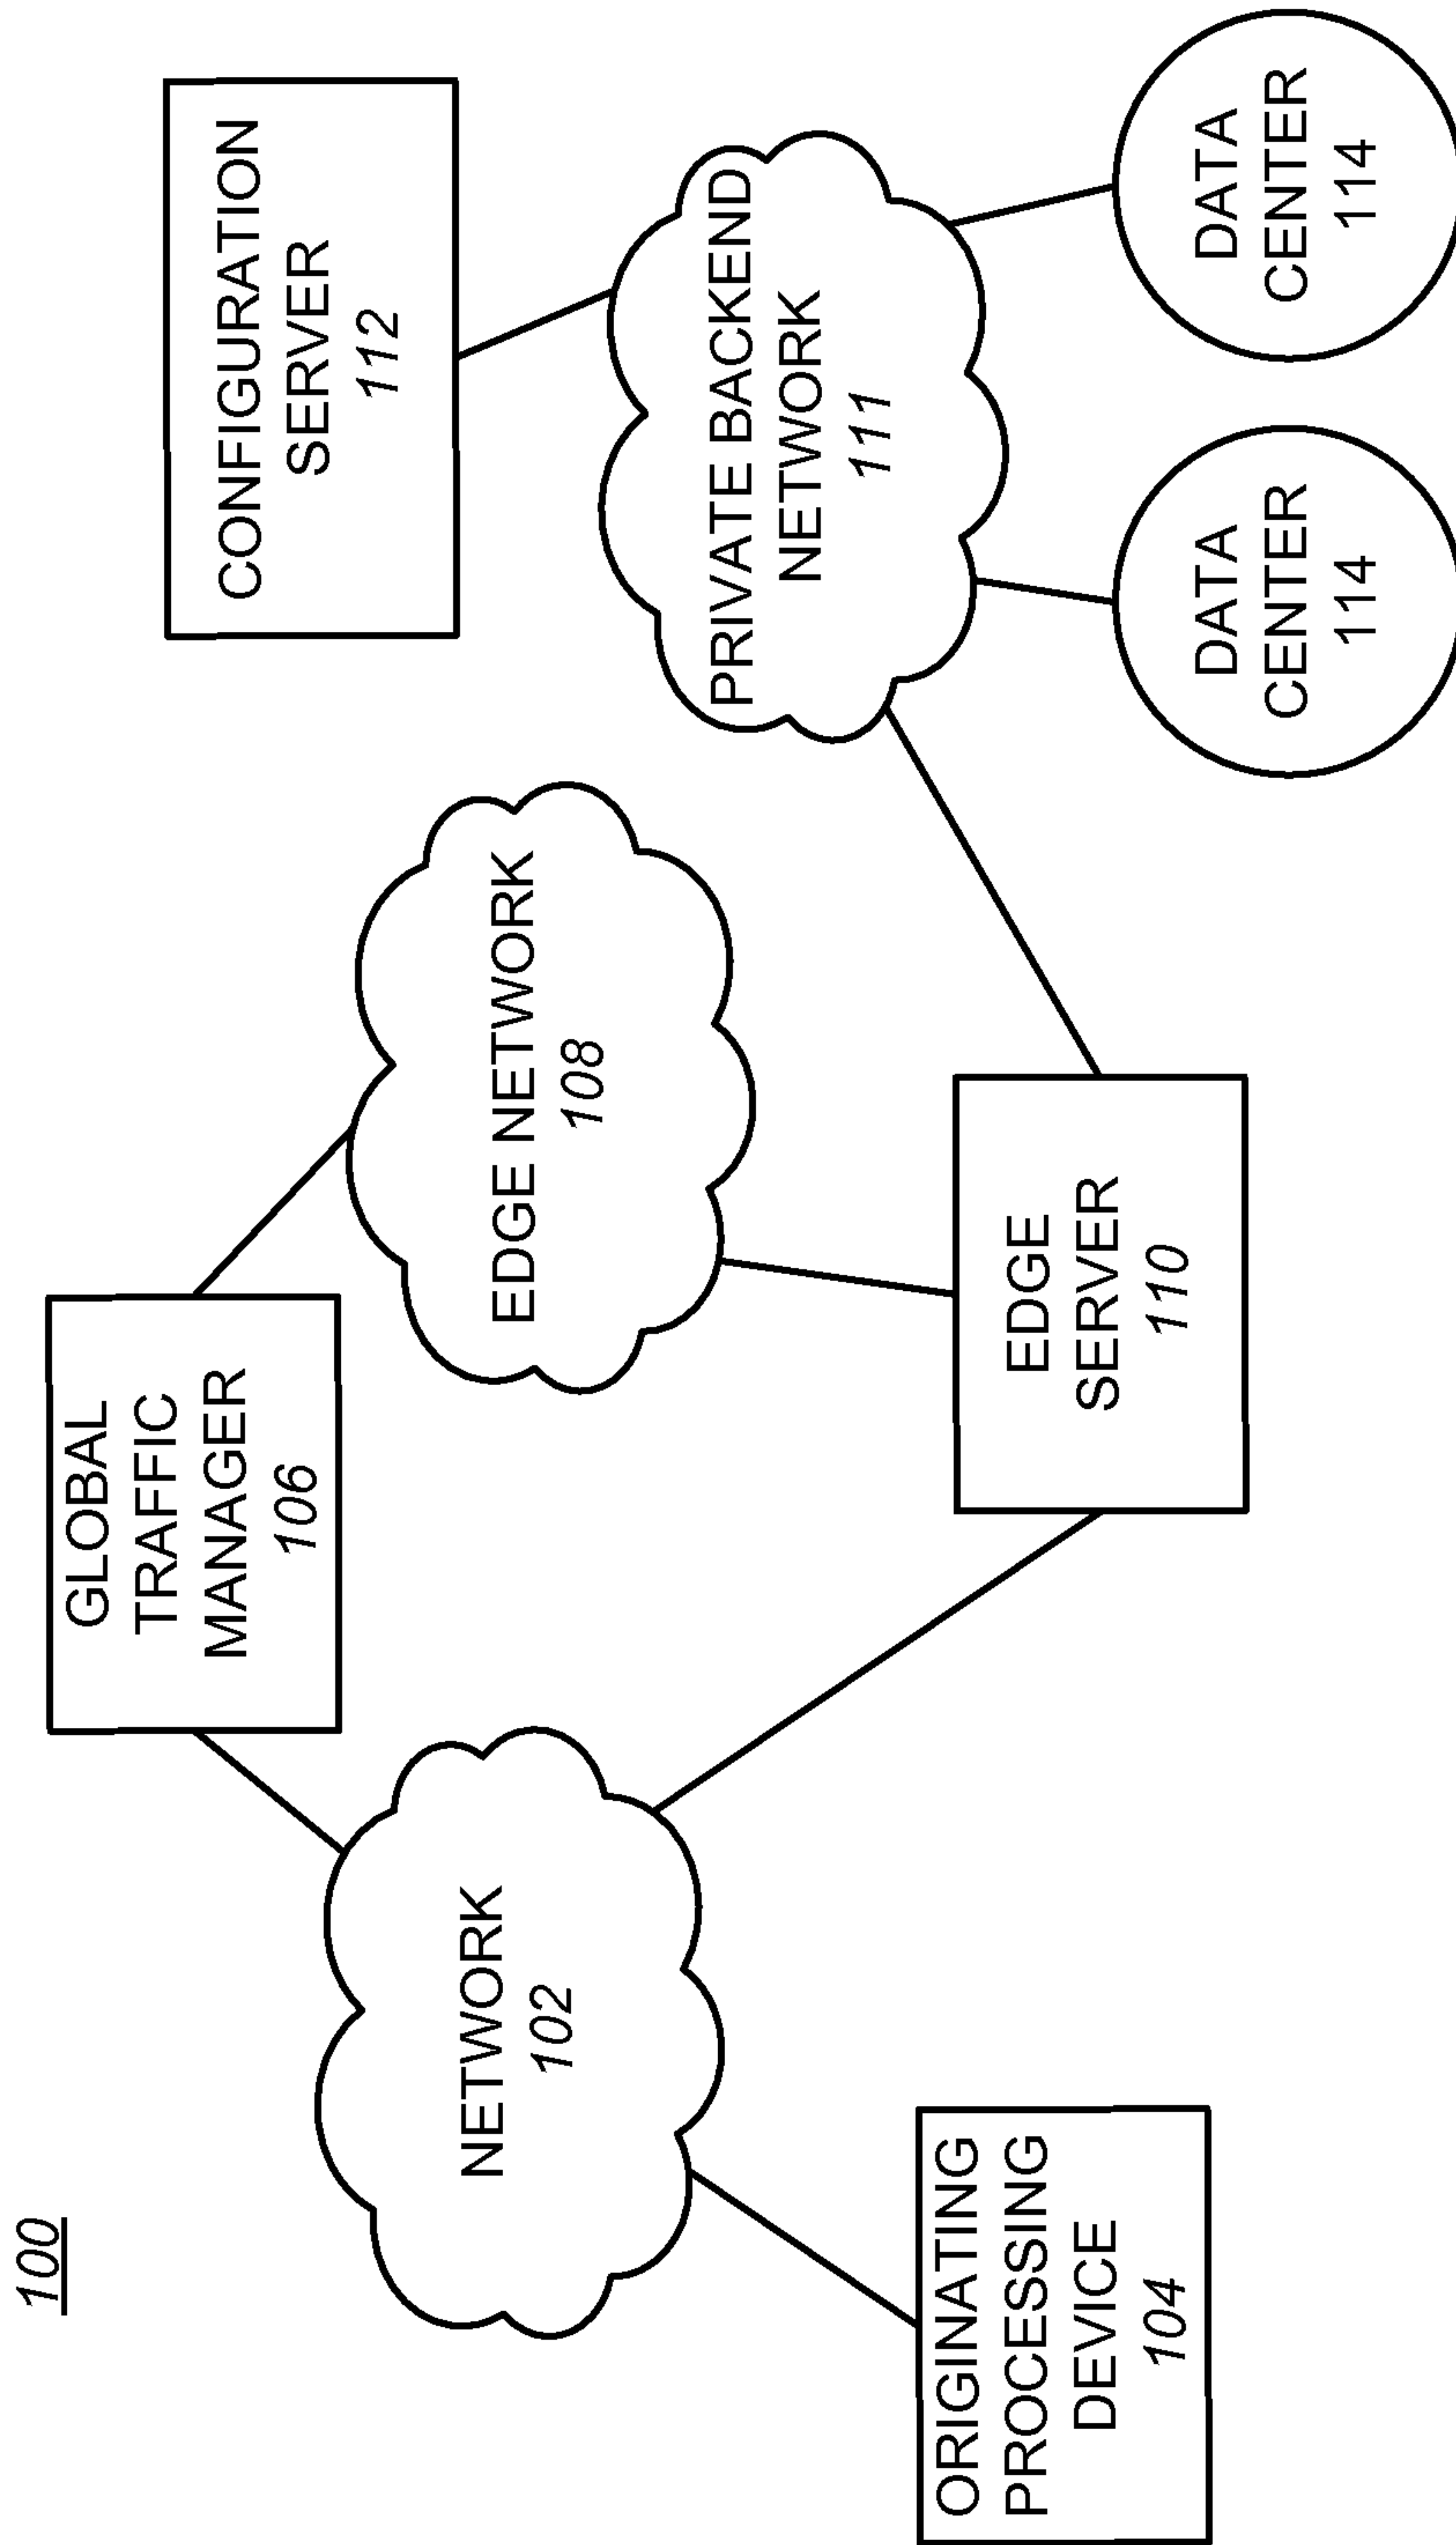 100
GLOBAL
TRAFFIC
MANAGER
106
CONFIGURATION
SERVER
112
NETWORK
102
EDGE NETWORK
108
PRIVATE BACKEND
NETWORK
111
ORIGINATING
PROCESSING
DEVICE
104
EDGE
SERVER
110
DATA
CENTER
114
DATA
CENTER
114